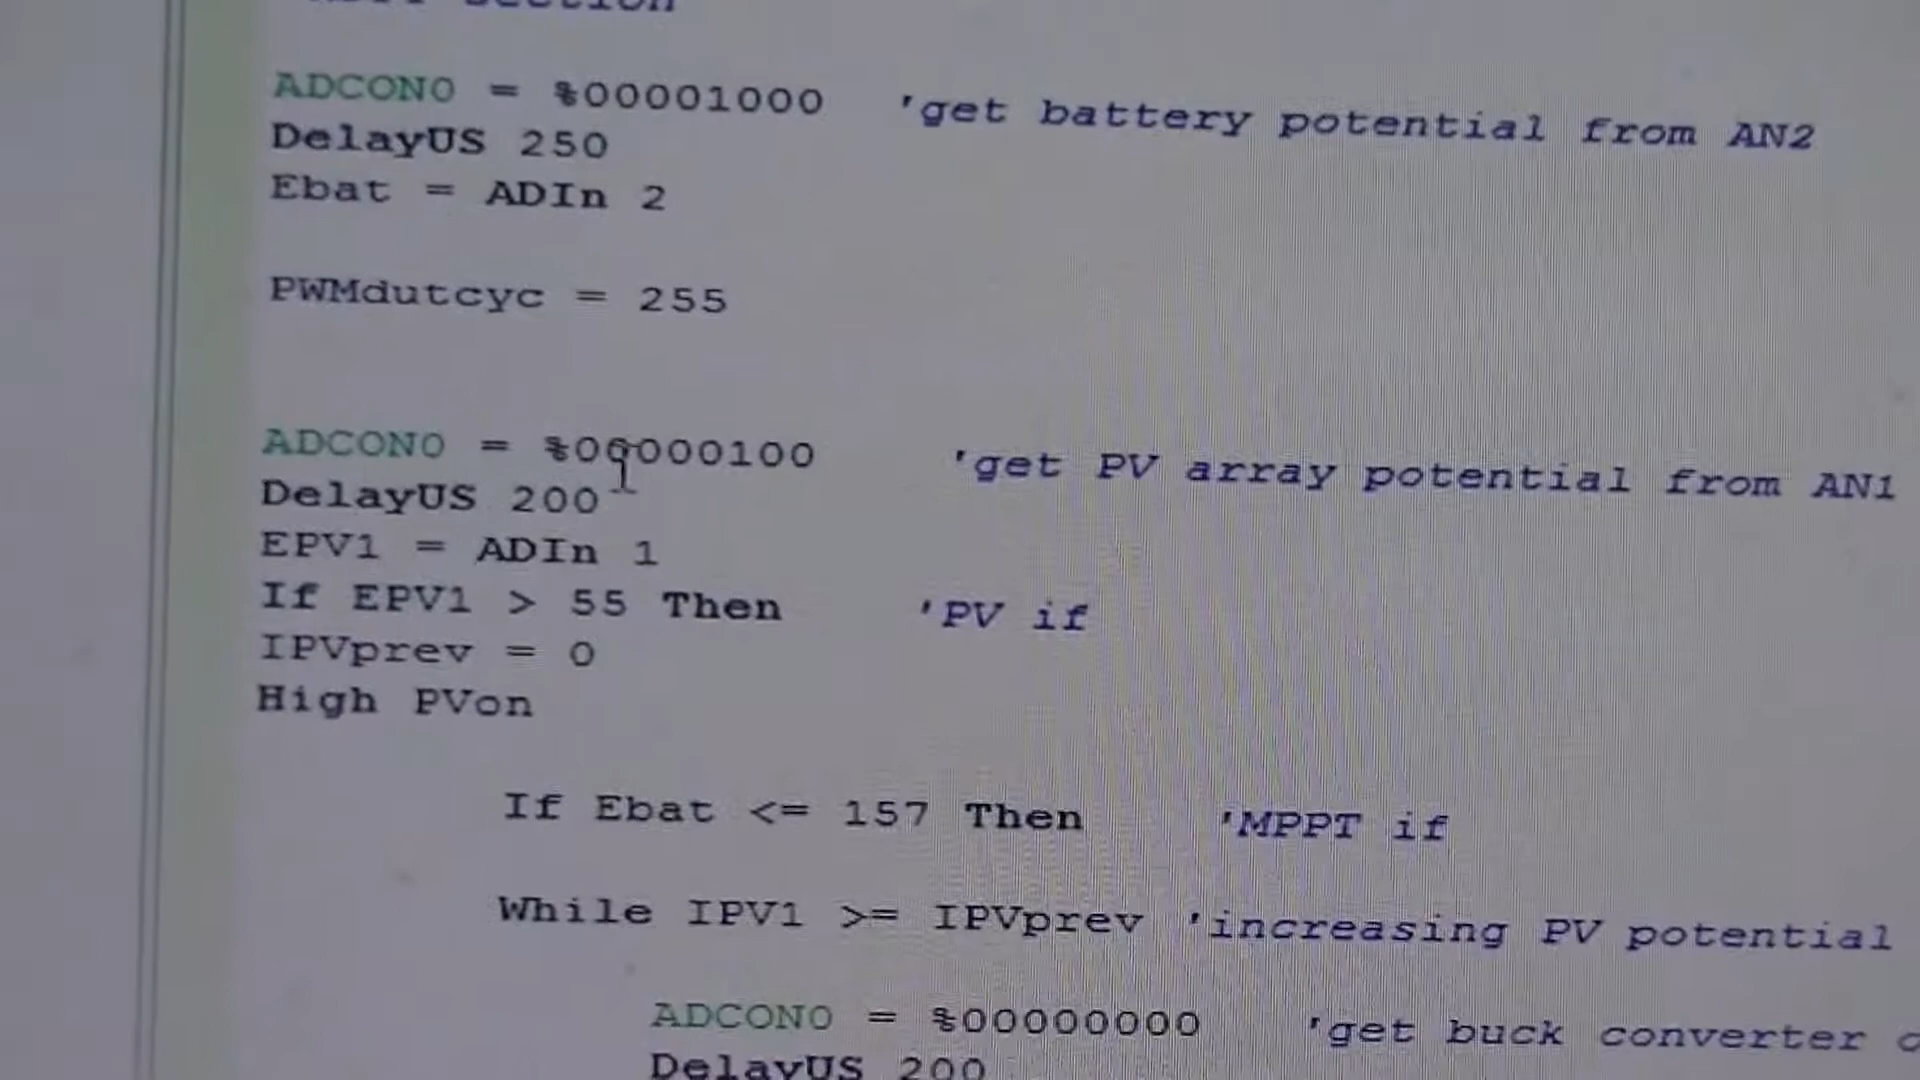 section
ADCON0 = %00001000 'get battery potential from AN2
DelayUS 250
Ebat = ADIn 2
PWMdutcyc = 255
ADCON0 = %00000100 'get PV array potential from AN1
DelayUS 200
EPV1 = ADIn 1
If EPV1 > 55 Then 'PV if
IPVprev = 0
High PVon
If Ebat <= 157 Then 'MPPT if
While IPV1 >= IPVprev 'increasing PV potential
ADCON0 = %00000000 'get buck converter
DelayUS 200